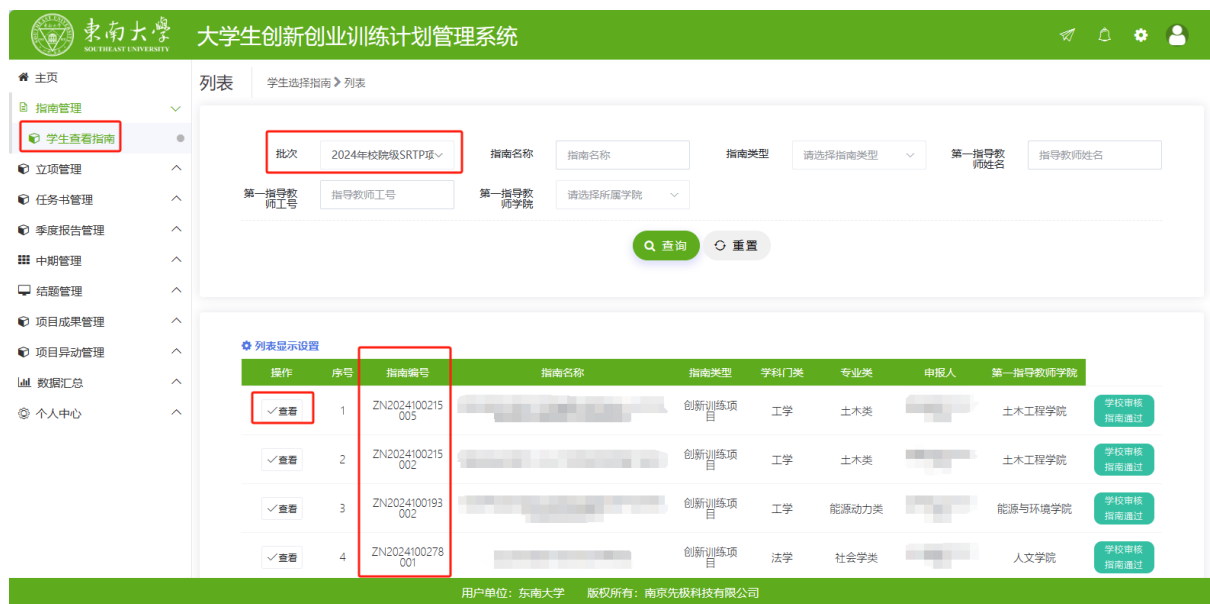 東南大學
SOUTHEAST UNIVERSITY
大学生创新创业训练计划管理系统
主页
指南管理
学生查看指南
立项管理
任务书管理
季度报告管理
中期管理
结题管理
项目成果管理
项目异动管理
数据汇总
个人中心
列表 学生选择指南 列表
批次 2024年校院级SRTP项 指南名称 指南名称 指南类型 请选择指南类型 第一指导教师姓名 指导教师姓名
第一指导教师工号 指导教师工号 第一指导教师学院 请选择所属学院
查询 重置
列表显示设置
操作 序号 指南编号 指南名称 指南类型 学科门类 专业类 申报人 第一指导教师学院
查看 1 ZN2024100215005 创新训练项目 工学 土木类 土木工程学院 学校审核指南通过
查看 2 ZN2024100215002 创新训练项目 工学 土木类 土木工程学院 学校审核指南通过
查看 3 ZN2024100193002 创新训练项目 工学 能源动力类 能源与环境学院 学校审核指南通过
查看 4 ZN2024100278001 创新训练项目 法学 社会学类 人文学院 学校审核指南通过
用户单位：东南大学 版权所有：南京先极科技有限公司